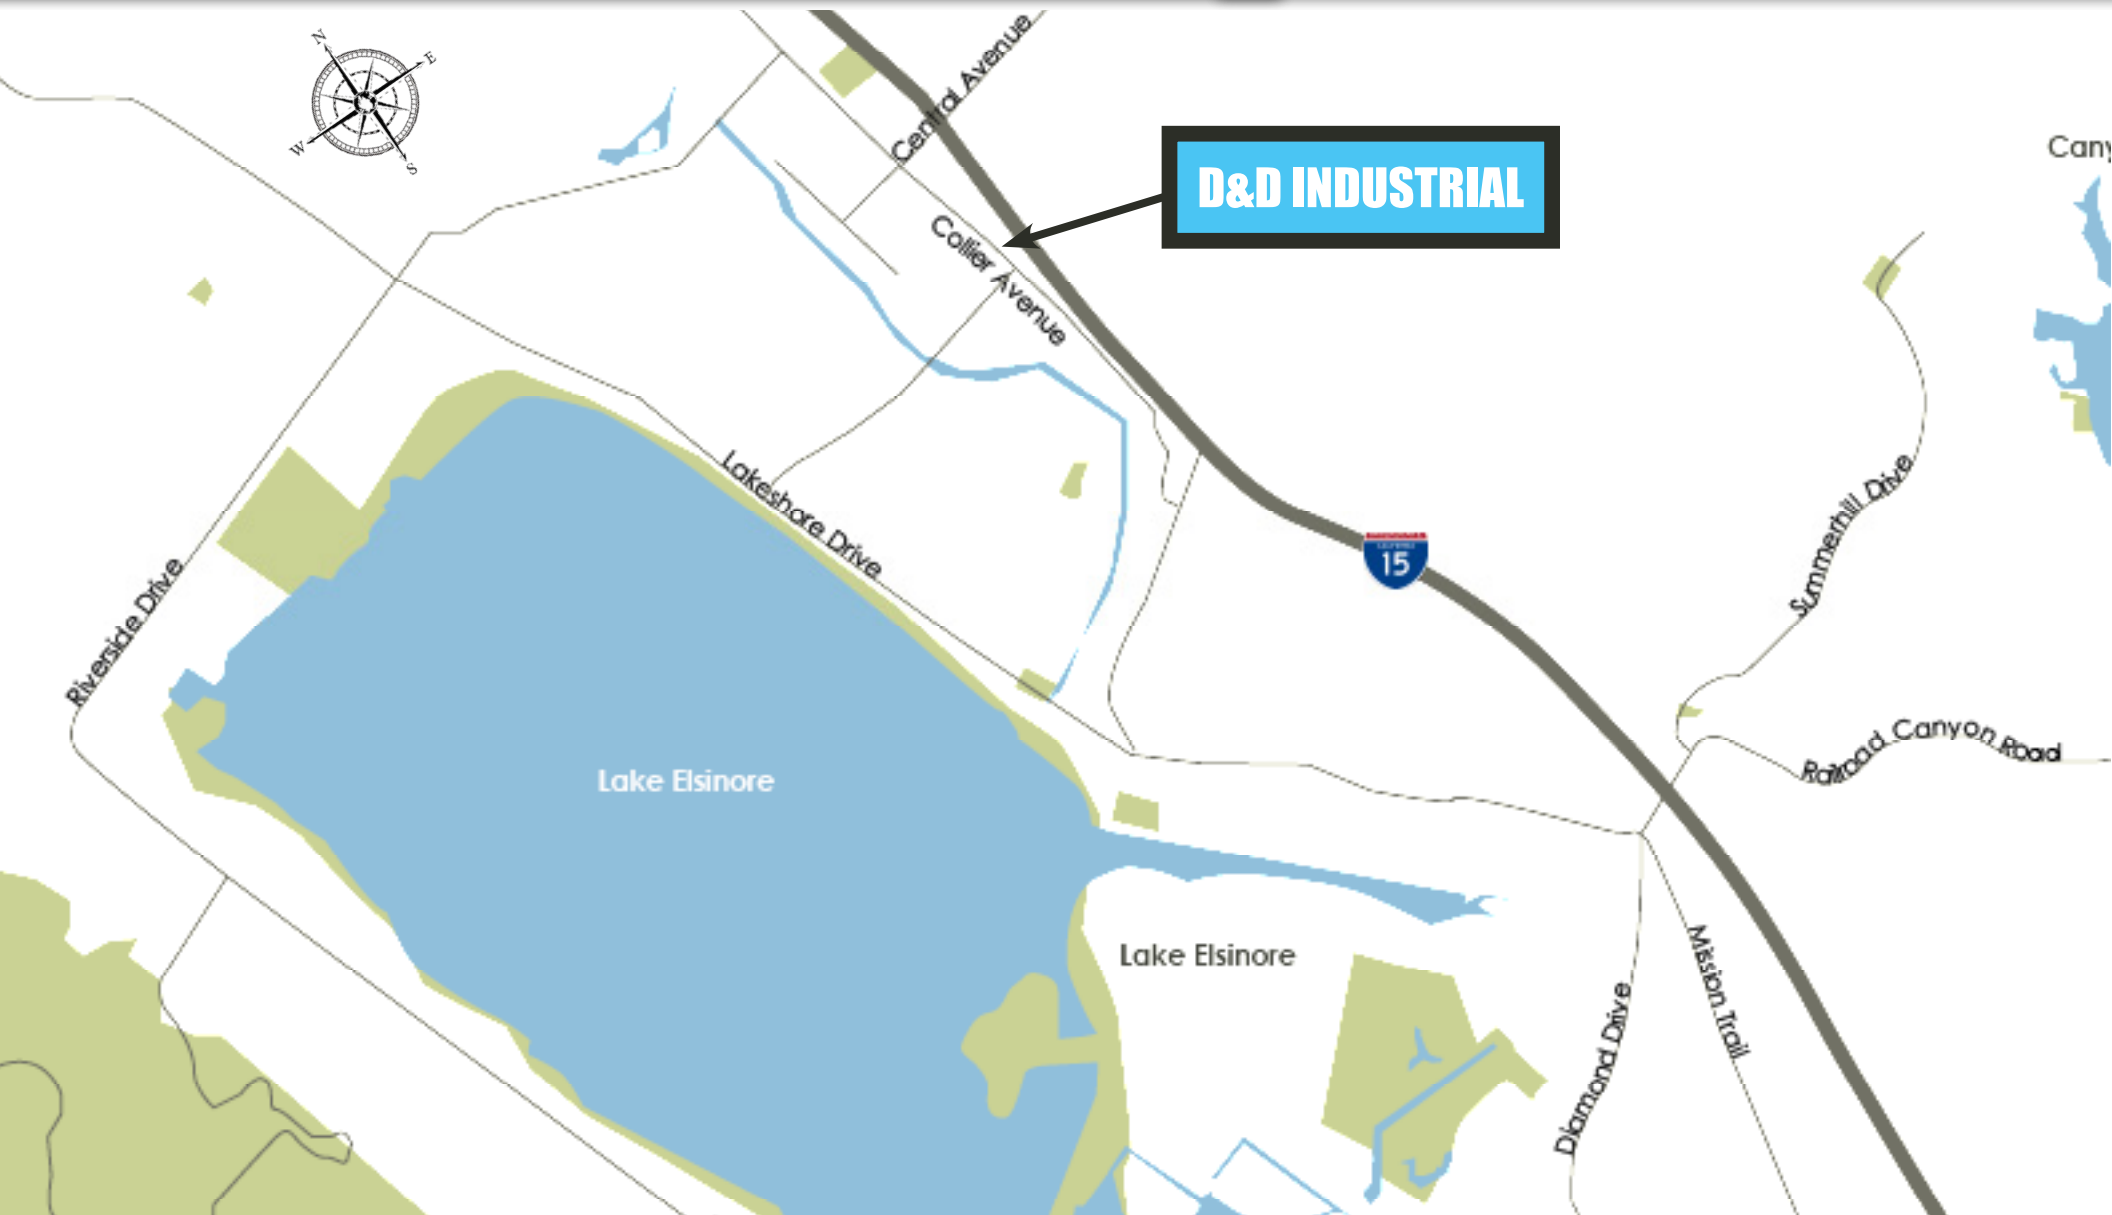 N
E
W
S
Central Avenue
D&D INDUSTRIAL
Cany
Collier Avenue
Lakeshore Drive
15
Summerhill Drive
Riverside Drive
Railroad Canyon Road
Lake Elsinore
Lake Elsinore
Mission Trail
Diamond Drive